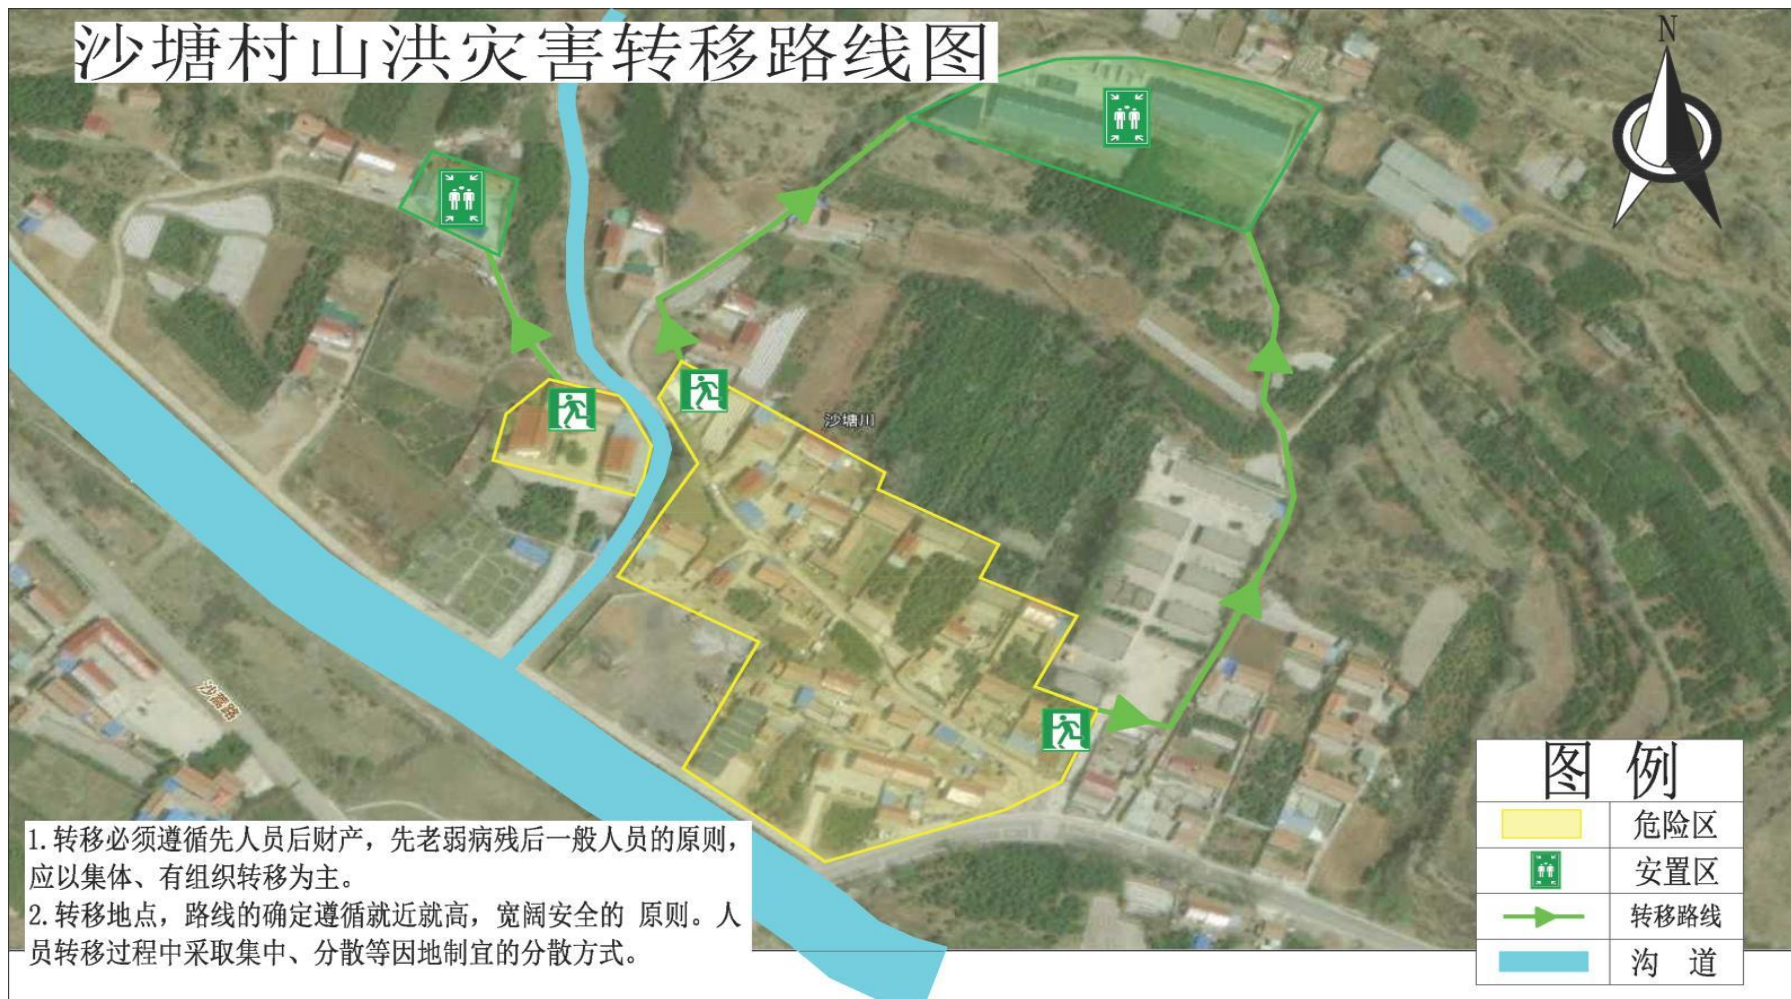 沙塘村山洪灾害转移路线图
N
沙塘川
沙薷路
1.转移必须遵循先人员后财产，先老弱病残后一般人员的原则，
应以集体、有组织转移为主。
2.转移地点，路线的确定遵循就近就高，宽阔安全的 原则。人
员转移过程中采取集中、分散等因地制宜的分散方式。
图 例
危险区
安置区
转移路线
沟 道